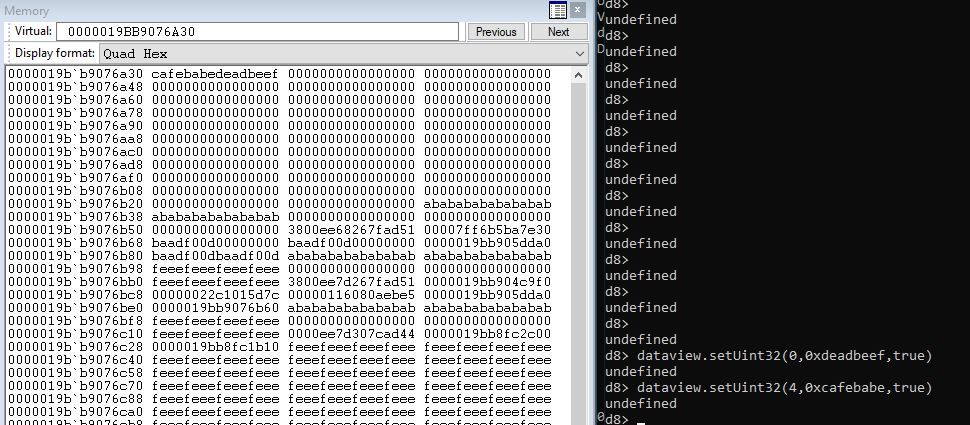 Memory
Virtual: 0000019BB9076A30 Previous Next
Display format: Quad Hex
0000019b`b9076a30 cafebabedeadbeef 0000000000000000 0000000000000000
0000019b`b9076a48 0000000000000000 0000000000000000 0000000000000000
0000019b`b9076a60 0000000000000000 0000000000000000 0000000000000000
0000019b`b9076a78 0000000000000000 0000000000000000 0000000000000000
0000019b`b9076a90 0000000000000000 0000000000000000 0000000000000000
0000019b`b9076aa8 0000000000000000 0000000000000000 0000000000000000
0000019b`b9076ac0 0000000000000000 0000000000000000 0000000000000000
0000019b`b9076ad8 0000000000000000 0000000000000000 0000000000000000
0000019b`b9076af0 0000000000000000 0000000000000000 0000000000000000
0000019b`b9076b08 0000000000000000 0000000000000000 0000000000000000
0000019b`b9076b20 0000000000000000 0000000000000000 abababababababab
0000019b`b9076b38 abababababababab 0000000000000000 0000000000000000
0000019b`b9076b50 0000000000000000 3800ee68267fad51 00007ff6b5ba7e30
0000019b`b9076b68 baadf00d00000000 baadf00d00000000 0000019bb905dda0
0000019b`b9076b80 baadf00dbaadf00d abababababababab abababababababab
0000019b`b9076b98 feeefeeefeeefeee 0000000000000000 0000000000000000
0000019b`b9076bb0 feeefeeefeeefeee 3800ee7d267fad51 0000019bb904c9f0
0000019b`b9076bc8 00000022c1015d7c 00000116080aebe5 0000019bb905dda0
0000019b`b9076be0 0000019bb9076b60 abababababababab abababababababab
0000019b`b9076bf8 feeefeeefeeefeee 0000000000000000 0000000000000000
0000019b`b9076c10 feeefeeefeeefeee 0000ee7d307cad44 0000019bb8fc2c00
0000019b`b9076c28 0000019bb8fc1b10 feeefeeefeeefeee feeefeeefeeefeee
0000019b`b9076c40 feeefeeefeeefeee feeefeeefeeefeee feeefeeefeeefeee
0000019b`b9076c58 feeefeeefeeefeee feeefeeefeeefeee feeefeeefeeefeee
0000019b`b9076c70 feeefeeefeeefeee feeefeeefeeefeee feeefeeefeeefeee
0000019b`b9076c88 feeefeeefeeefeee feeefeeefeeefeee feeefeeefeeefeee
0000019b`b9076ca0 feeefeeefeeefeee feeefeeefeeefeee feeefeeefeeefeee
d8>
undefined
d8>
undefined
d8>
undefined
d8>
undefined
d8>
undefined
d8>
undefined
d8>
undefined
d8>
undefined
d8>
undefined
d8>
undefined
d8>
undefined
d8> dataview.setUint32(0,0xdeadbeef,true)
undefined
d8> dataview.setUint32(4,0xcafebabe,true)
undefined
d8>